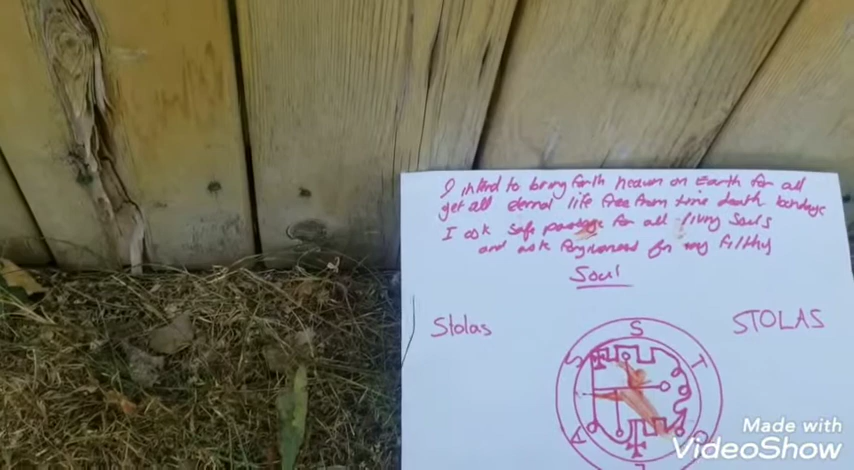 I intend to bring forth heaven on Earth for all
get all eternal life free from time death bondage
I ask safe passage for all living souls
and ask forgiveness for my filthy
Soul
Stolas
STOLAS
S T O L A S
Made with
VideoShow